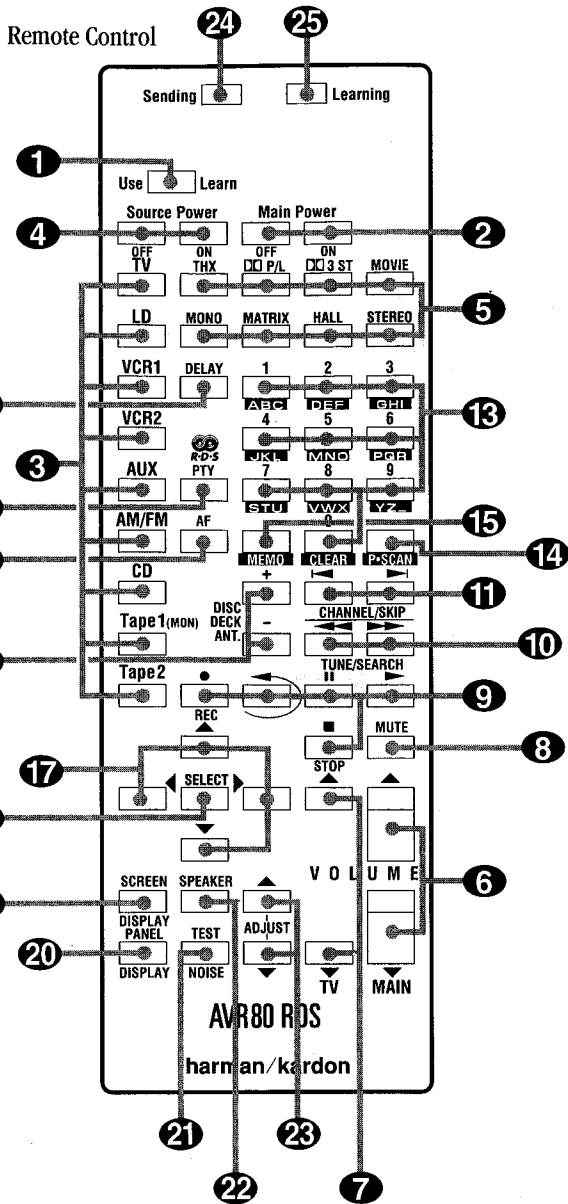 Remote Control
24 25
Sending Learning
1
Use Learn
4 Source Power Main Power 2
OFF ON OFF ON
TV THX P/L 3 ST MOVIE
5
LD MONO MATRIX HALL STEREO
VCR1 DELAY 1 2 3
ABC DEF GHI
13
VCR2 4 5 6
3 R·D·S JKL MNO PQR
AUX PTY 7 8 9
STU VWX YZ_
15
AM/FM AF 0
MEMO CLEAR P•SCAN
14
CD + 11
DISC DECK ANT. CHANNEL/SKIP
Tape1(MON) − 10
TUNE/SEARCH
Tape2 9
REC MUTE
8
17 STOP
SELECT
VOLUME
6
SCREEN SPEAKER
DISPLAY
PANEL TEST ADJUST
20
DISPLAY NOISE TV MAIN
AVR80 RDS
harman/kardon
21 23
22 7